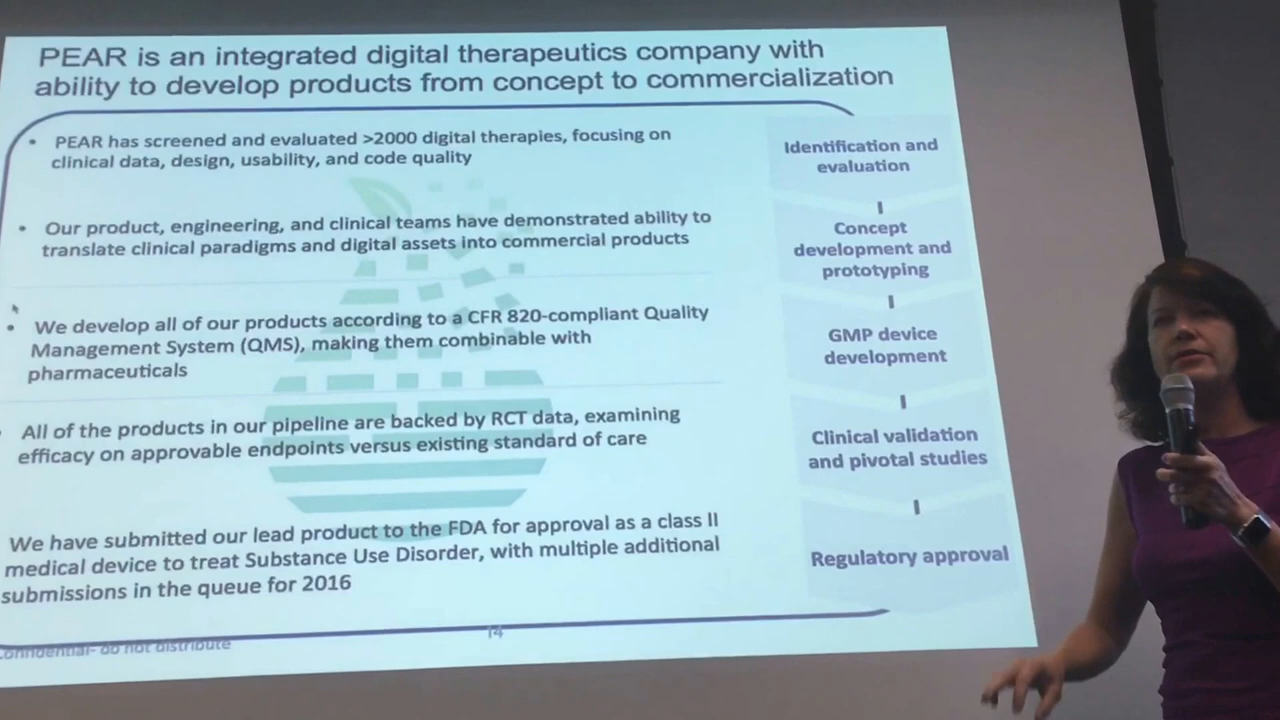 PEAR is an integrated digital therapeutics company with
ability to develop products from concept to commercialization
• PEAR has screened and evaluated >2000 digital therapies, focusing on
clinical data, design, usability, and code quality
• Our product, engineering, and clinical teams have demonstrated ability to
translate clinical paradigms and digital assets into commercial products
• We develop all of our products according to a CFR 820-compliant Quality
Management System (QMS), making them combinable with
pharmaceuticals
All of the products in our pipeline are backed by RCT data, examining
efficacy on approvable endpoints versus existing standard of care
We have submitted our lead product to the FDA for approval as a class II
medical device to treat Substance Use Disorder, with multiple additional
submissions in the queue for 2016
Identification and
evaluation
Concept
development and
prototyping
GMP device
development
Clinical validation
and pivotal studies
Regulatory approval
Confidential- do not distribute
14